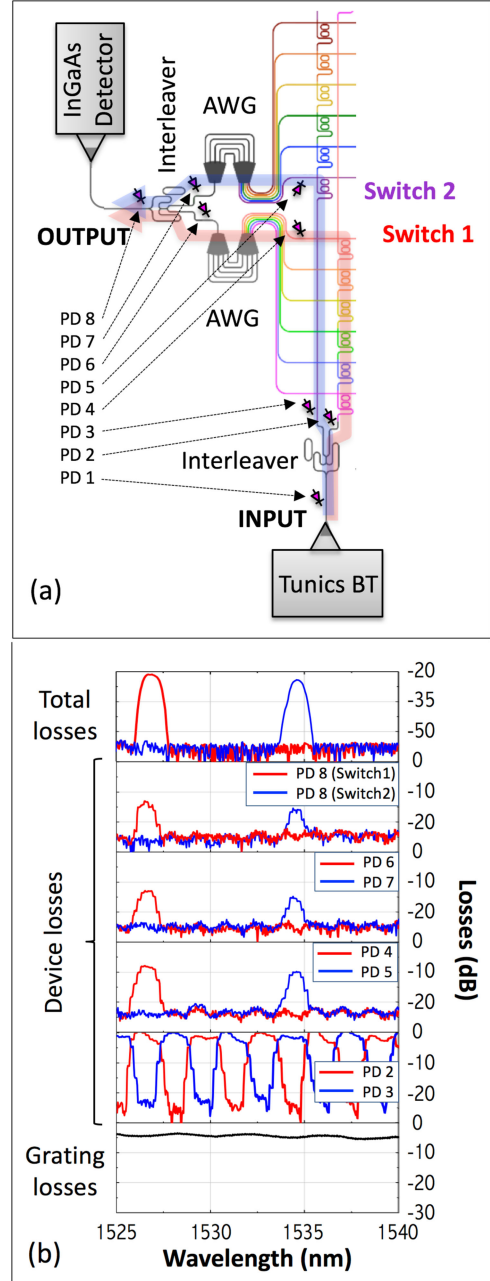 (a)
InGaAs
Detector
Interleaver
AWG
Switch 2
OUTPUT
Switch 1
AWG
PD 8
PD 7
PD 6
PD 5
PD 4
PD 3
PD 2
PD 1
Interleaver
INPUT
Tunics BT
(b)
Total
losses
-20
-35
-50
0
PD 8 (Switch1)
PD 8 (Switch2)
-10
-20
0
PD 6
PD 7
-10
-20
0
PD 4
PD 5
-10
-20
0
PD 2
PD 3
-10
-20
0
Device losses
Losses (dB)
Grating
losses
-10
-20
-30
1525
1530
1535
1540
Wavelength (nm)